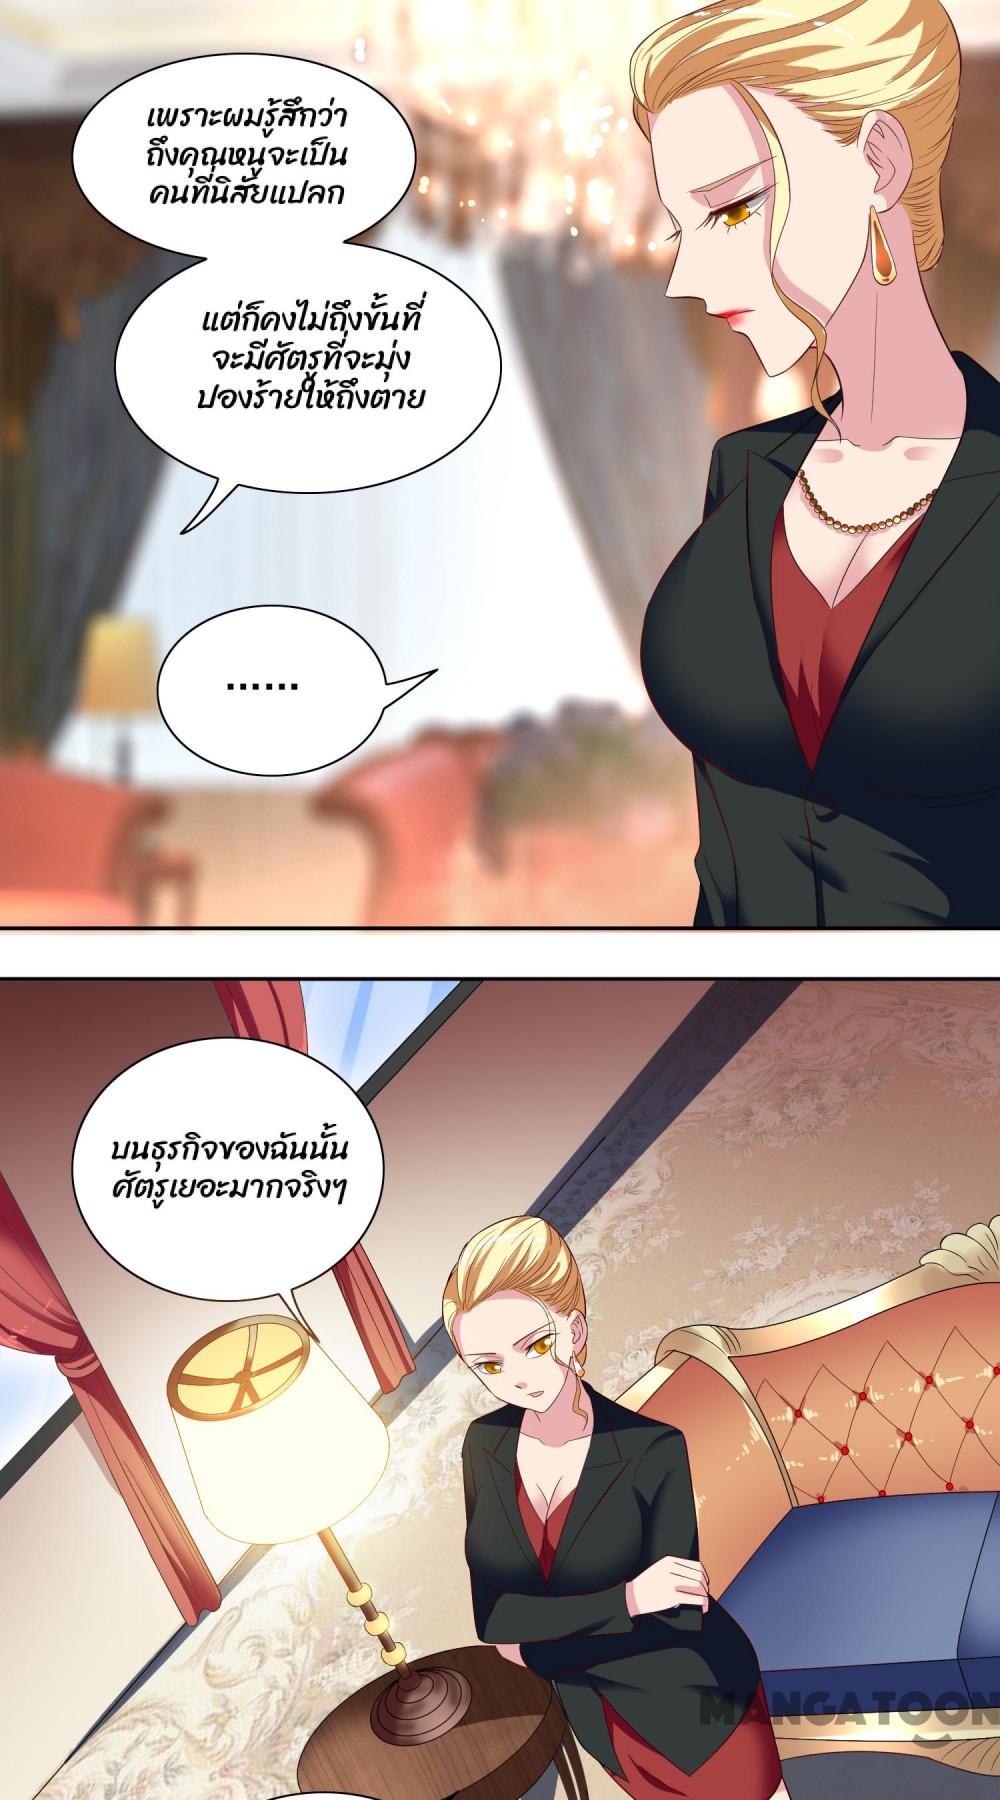 เพราะผมรู้สึกว่า
ถึงคุณหนูจะเป็น
คนที่นิสัยแปลก
แต่ก็คงไม่ถึงขั้นที่
จะมีศัตรูที่จะมุ่ง
ปองร้ายให้ถึงตาย
......
บนธุรกิจของฉันนั้น
ศัตรูเยอะมากจริงๆ
MANGATOON